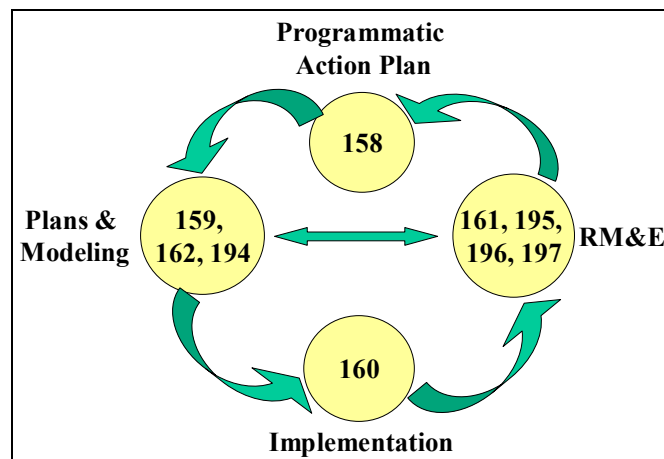 Programmatic
Action Plan
158
Plans &
Modeling
159,
162, 194
161, 195,
196, 197
RM&E
160
Implementation